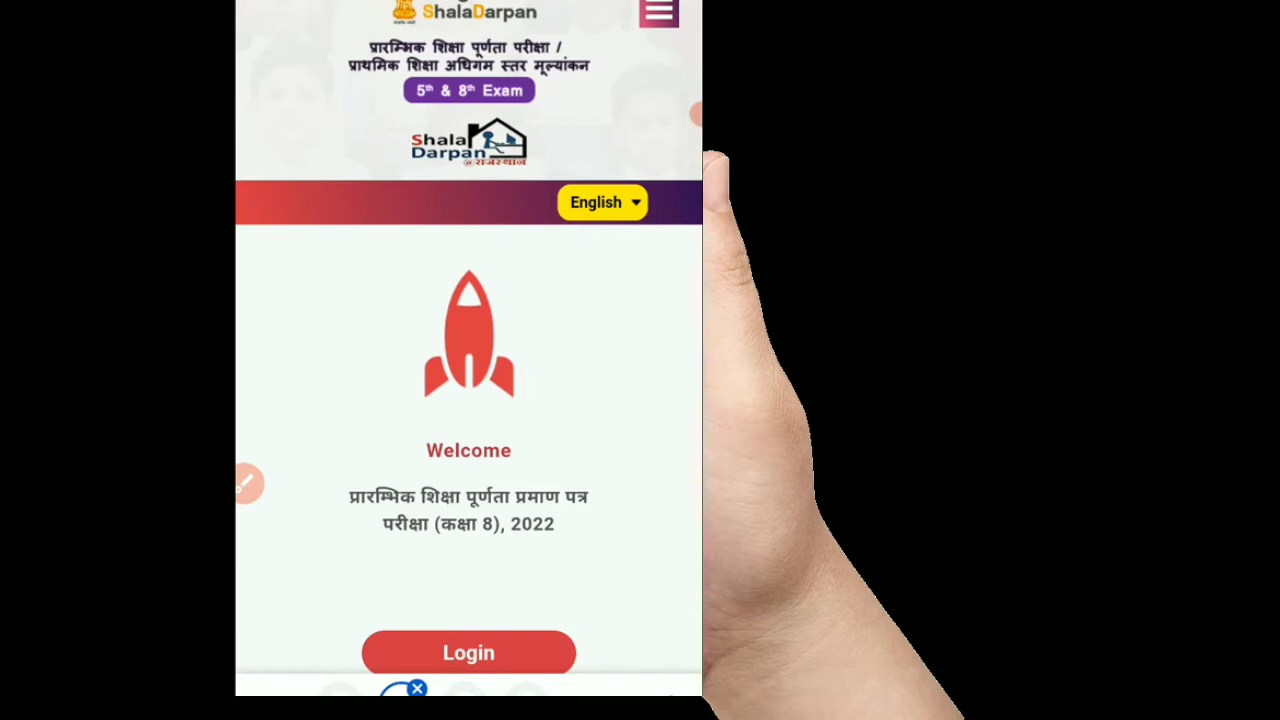 ShalaDarpan
प्रारम्भिक शिक्षा पूर्णता परीक्षा /
प्राथमिक शिक्षा अधिगम स्तर मूल्यांकन
5th & 8th Exam
Shala
Darpan
@राजस्थान
English
Welcome
प्रारम्भिक शिक्षा पूर्णता प्रमाण पत्र
परीक्षा (कक्षा 8), 2022
Login